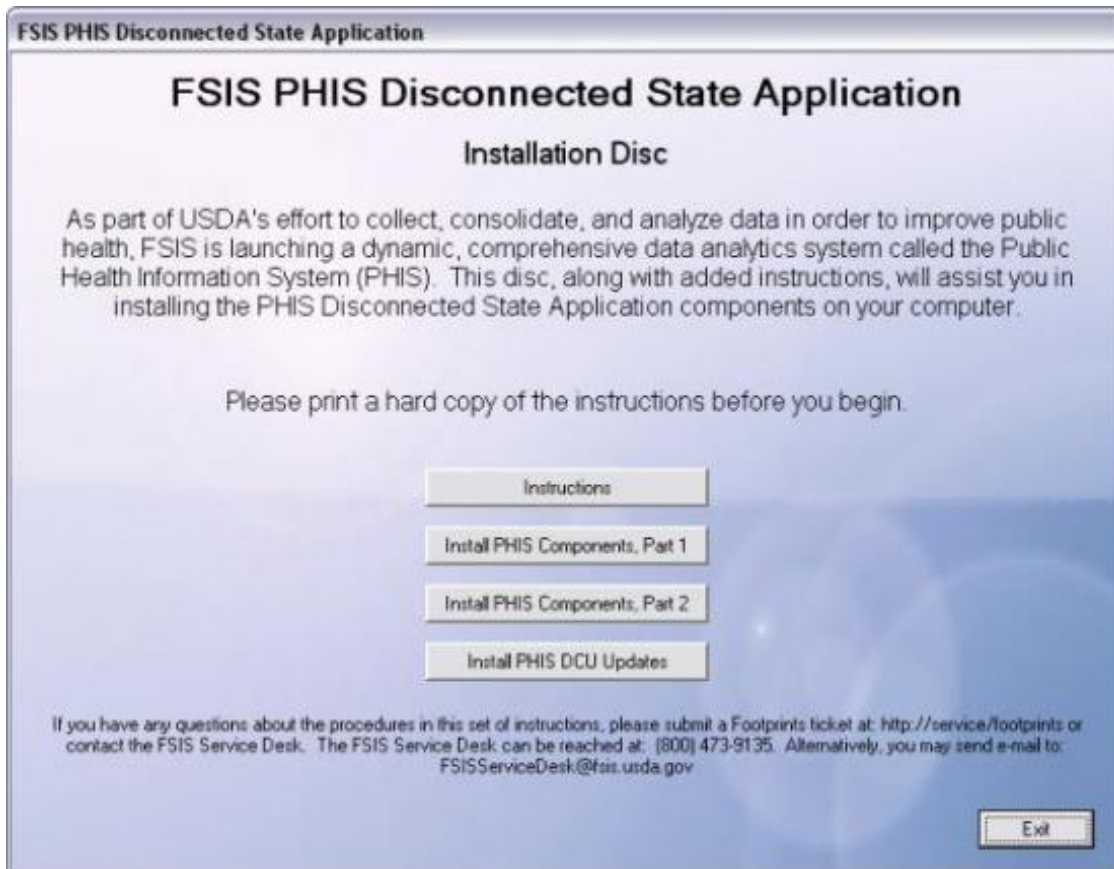 FSIS PHIS Disconnected State Application
FSIS PHIS Disconnected State Application
Installation Disc
As part of USDA's effort to collect, consolidate, and analyze data in order to improve public
health, FSIS is launching a dynamic, comprehensive data analytics system called the Public
Health Information System (PHIS). This disc, along with added instructions, will assist you in
installing the PHIS Disconnected State Application components on your computer.
Please print a hard copy of the instructions before you begin.
Instructions
Install PHIS Components, Part 1
Install PHIS Components, Part 2
Install PHIS DCU Updates
If you have any questions about the procedures in this set of instructions, please submit a Footprints ticket at: http://service/footprints or
contact the FSIS Service Desk. The FSIS Service Desk can be reached at: (800) 473-9135. Alternatively, you may send e-mail to:
FSISServiceDesk@fsis.usda.gov
Exit